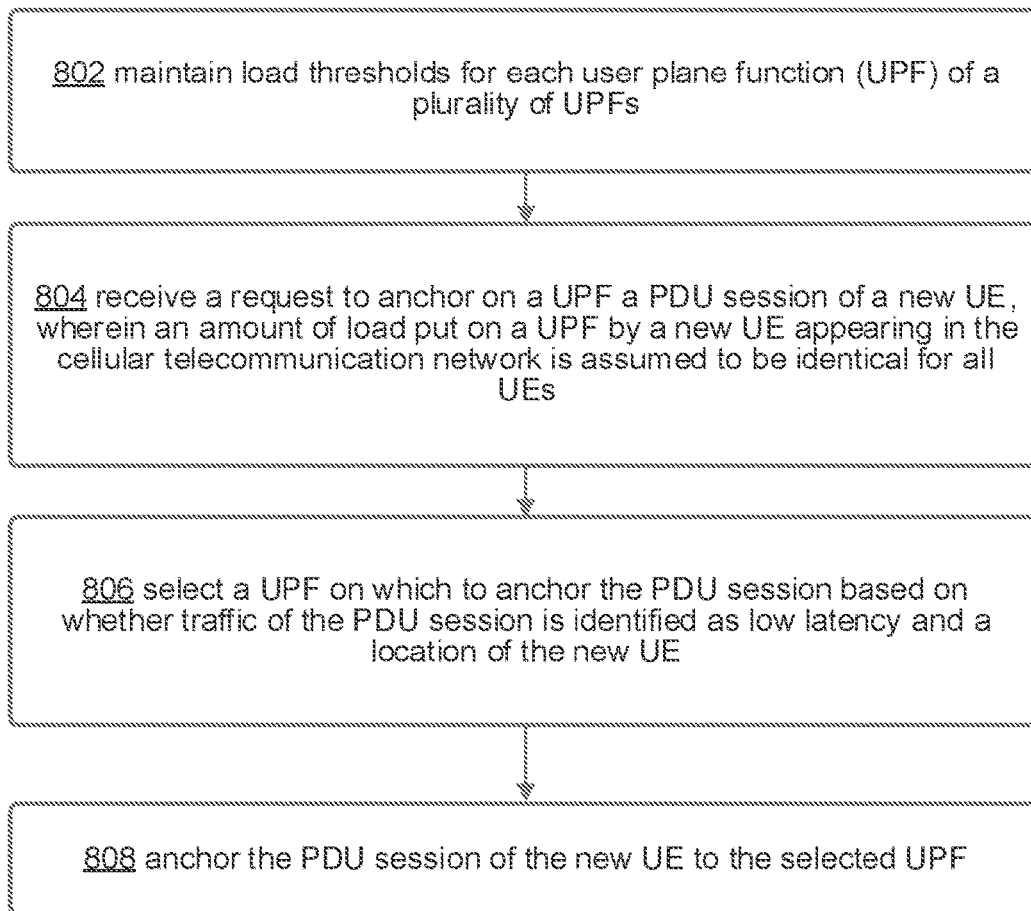 802 maintain load thresholds for each user plane function (UPF) of a
plurality of UPFs
804 receive a request to anchor on a UPF a PDU session of a new UE,
wherein an amount of load put on a UPF by a new UE appearing in the
cellular telecommunication network is assumed to be identical for all
UEs
806 select a UPF on which to anchor the PDU session based on
whether traffic of the PDU session is identified as low latency and a
location of the new UE
808 anchor the PDU session of the new UE to the selected UPF